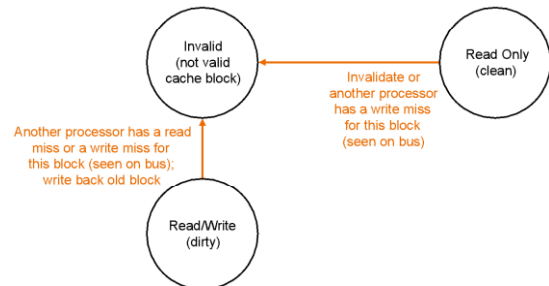 Invalid
(not valid
cache block)
Read Only
(clean)
Invalidate or
another processor
has a write miss
for this block
(seen on bus)
Another processor has a read
miss or a write miss for
this block (seen on bus);
write back old block
Read/Write
(dirty)